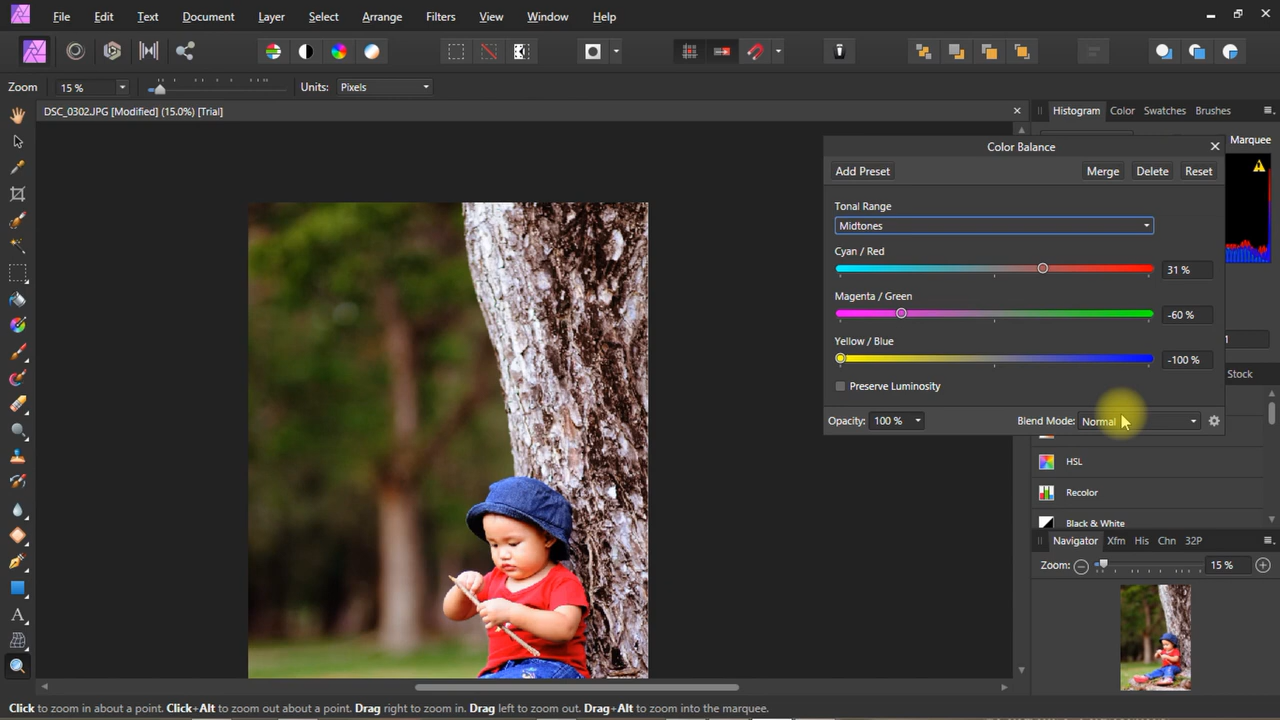 File Edit Text Document Layer Select Arrange Filters View Window Help
Zoom 15 % Units: Pixels
DSC_0302.JPG [Modified] (15.0%) [Trial]
Histogram Color Swatches Brushes
Marquee
Color Balance
Add Preset Merge Delete Reset
Tonal Range
Midtones
Cyan / Red
31 %
Magenta / Green
-60 %
Yellow / Blue
-100 %
Preserve Luminosity
Opacity: 100 % Blend Mode: Normal
Stock
HSL
Recolor
Black & White
Navigator Xfm His Chn 32P
Zoom: 15 %
Click to zoom in about a point. Click+Alt to zoom out about a point. Drag right to zoom in. Drag left to zoom out. Drag+Alt to zoom into the marquee.